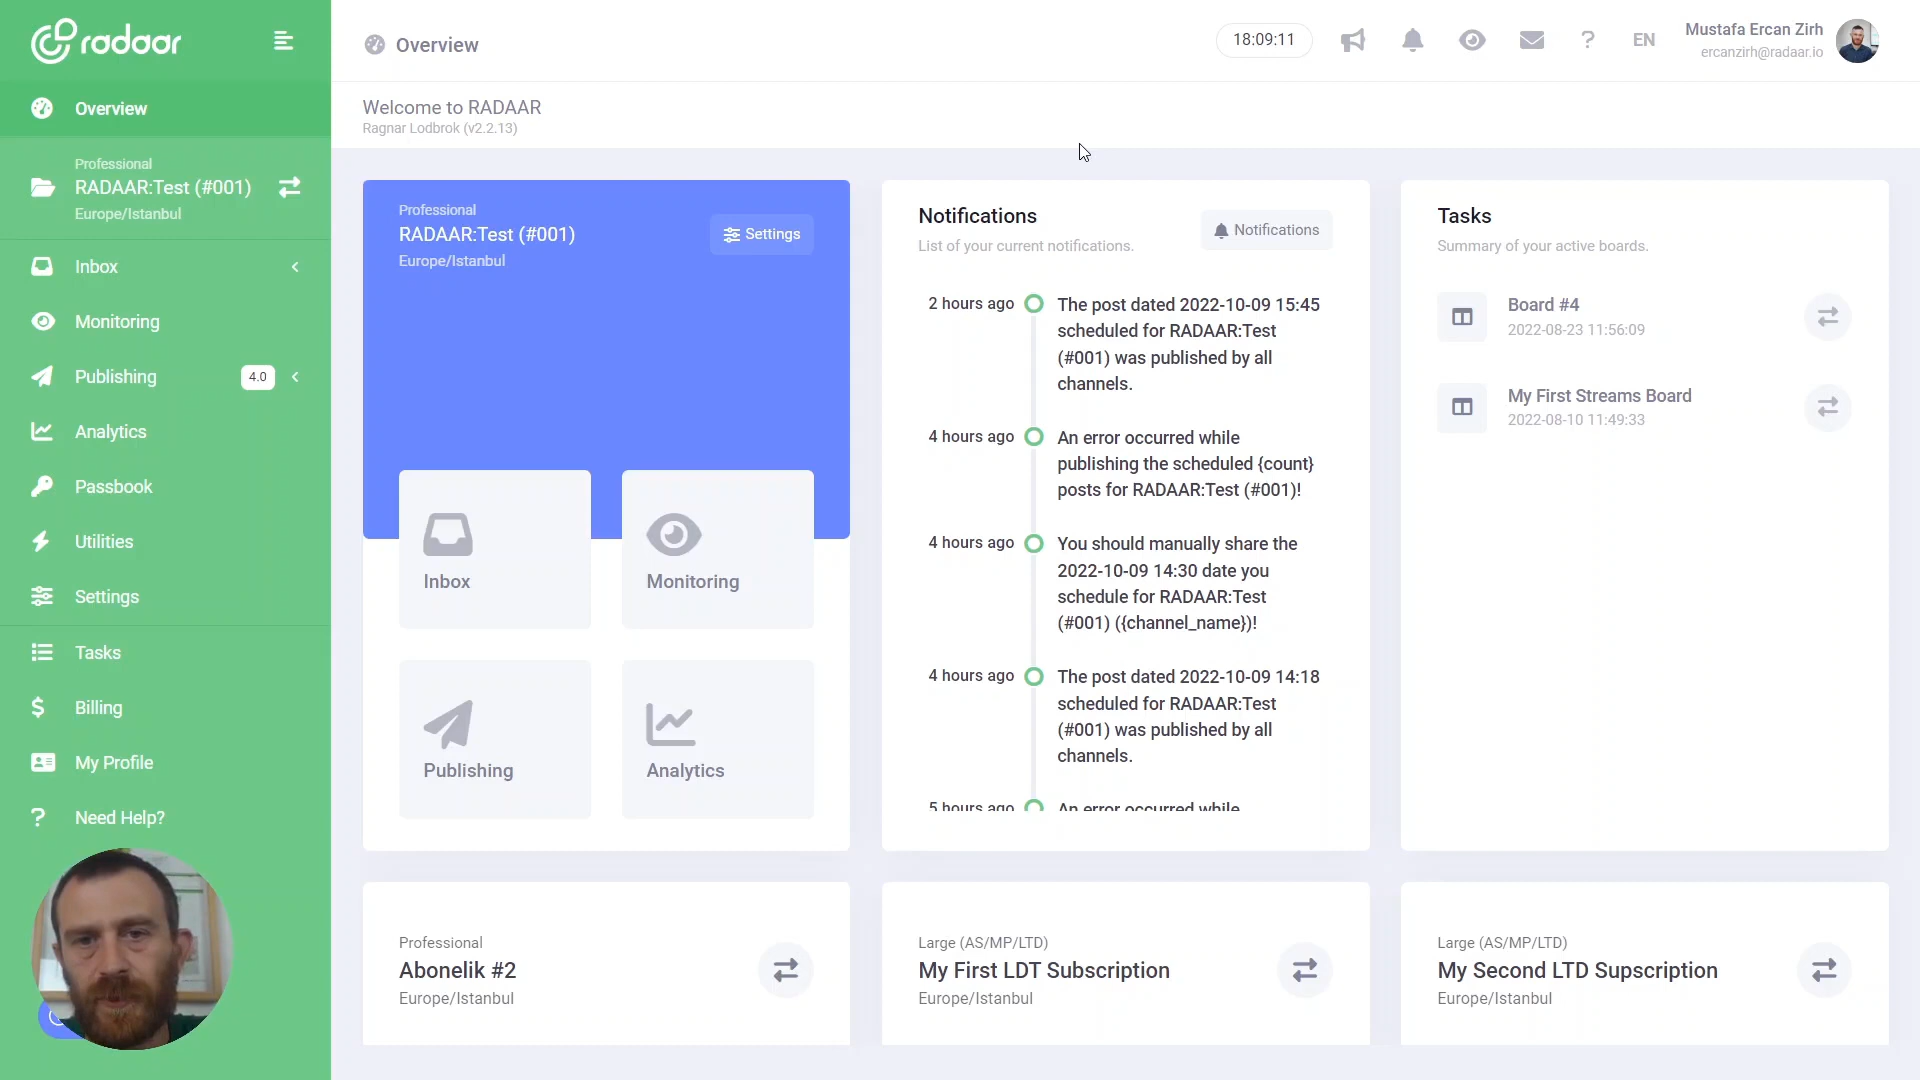 radaar
Overview
18:09:11
EN
Mustafa Ercan Zirh
ercanzirh@radaar.io
Overview
Professional
RADAAR:Test (#001)
Europe/Istanbul
Inbox
Monitoring
Publishing
4.0
Analytics
Passbook
Utilities
Settings
Tasks
Billing
My Profile
Need Help?
Welcome to RADAAR
Ragnar Lodbrok (v2.2.13)
Professional
RADAAR:Test (#001)
Europe/Istanbul
Settings
Inbox
Monitoring
Publishing
Analytics
Notifications
List of your current notifications.
Notifications
2 hours ago
The post dated 2022-10-09 15:45
scheduled for RADAAR:Test
(#001) was published by all
channels.
4 hours ago
An error occurred while
publishing the scheduled {count}
posts for RADAAR:Test (#001)!
4 hours ago
You should manually share the
2022-10-09 14:30 date you
schedule for RADAAR:Test
(#001) ({channel_name})!
4 hours ago
The post dated 2022-10-09 14:18
scheduled for RADAAR:Test
(#001) was published by all
channels.
5 hours ago
An error occurred while
Tasks
Summary of your active boards.
Board #4
2022-08-23 11:56:09
My First Streams Board
2022-08-10 11:49:33
Professional
Abonelik #2
Europe/Istanbul
Large (AS/MP/LTD)
My First LDT Subscription
Europe/Istanbul
Large (AS/MP/LTD)
My Second LTD Supscription
Europe/Istanbul